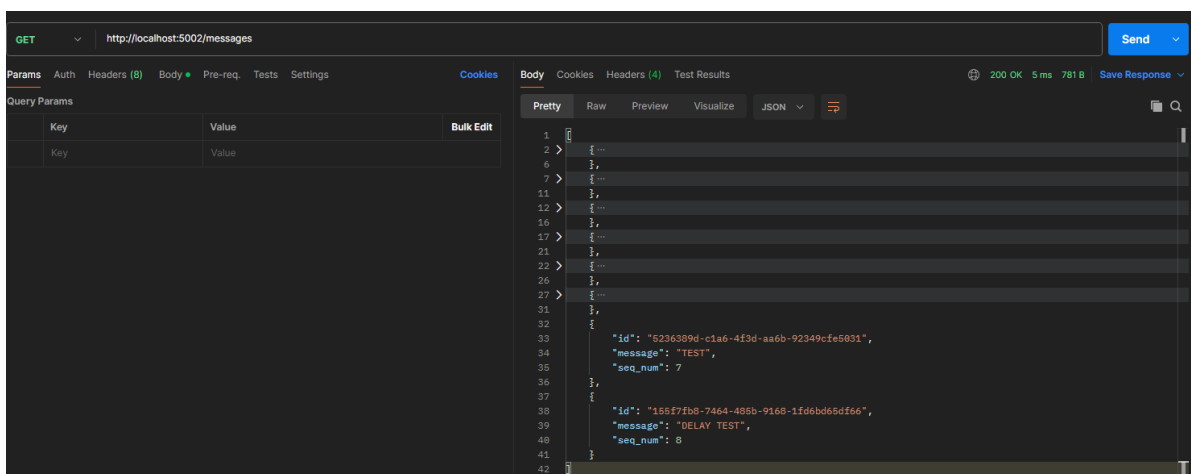 GET http://localhost:5002/messages Send
Params Auth Headers (8) Body Pre-req. Tests Settings Cookies
Query Params
Key Value Bulk Edit
Key Value
Body Cookies Headers (4) Test Results 200 OK 5 ms 781 B Save Response
Pretty Raw Preview Visualize JSON
1 [
2 { ...
6 },
7 { ...
11 },
12 { ...
16 },
17 { ...
21 },
22 { ...
26 },
27 { ...
31 },
32 {
33 "id": "5236389d-c1a6-4f3d-aa6b-92349cfe5031",
34 "message": "TEST",
35 "seq_num": 7
36 },
37 {
38 "id": "155f7fb8-7464-485b-9168-1fd6bd65df66",
39 "message": "DELAY TEST",
40 "seq_num": 8
41 }
42 ]